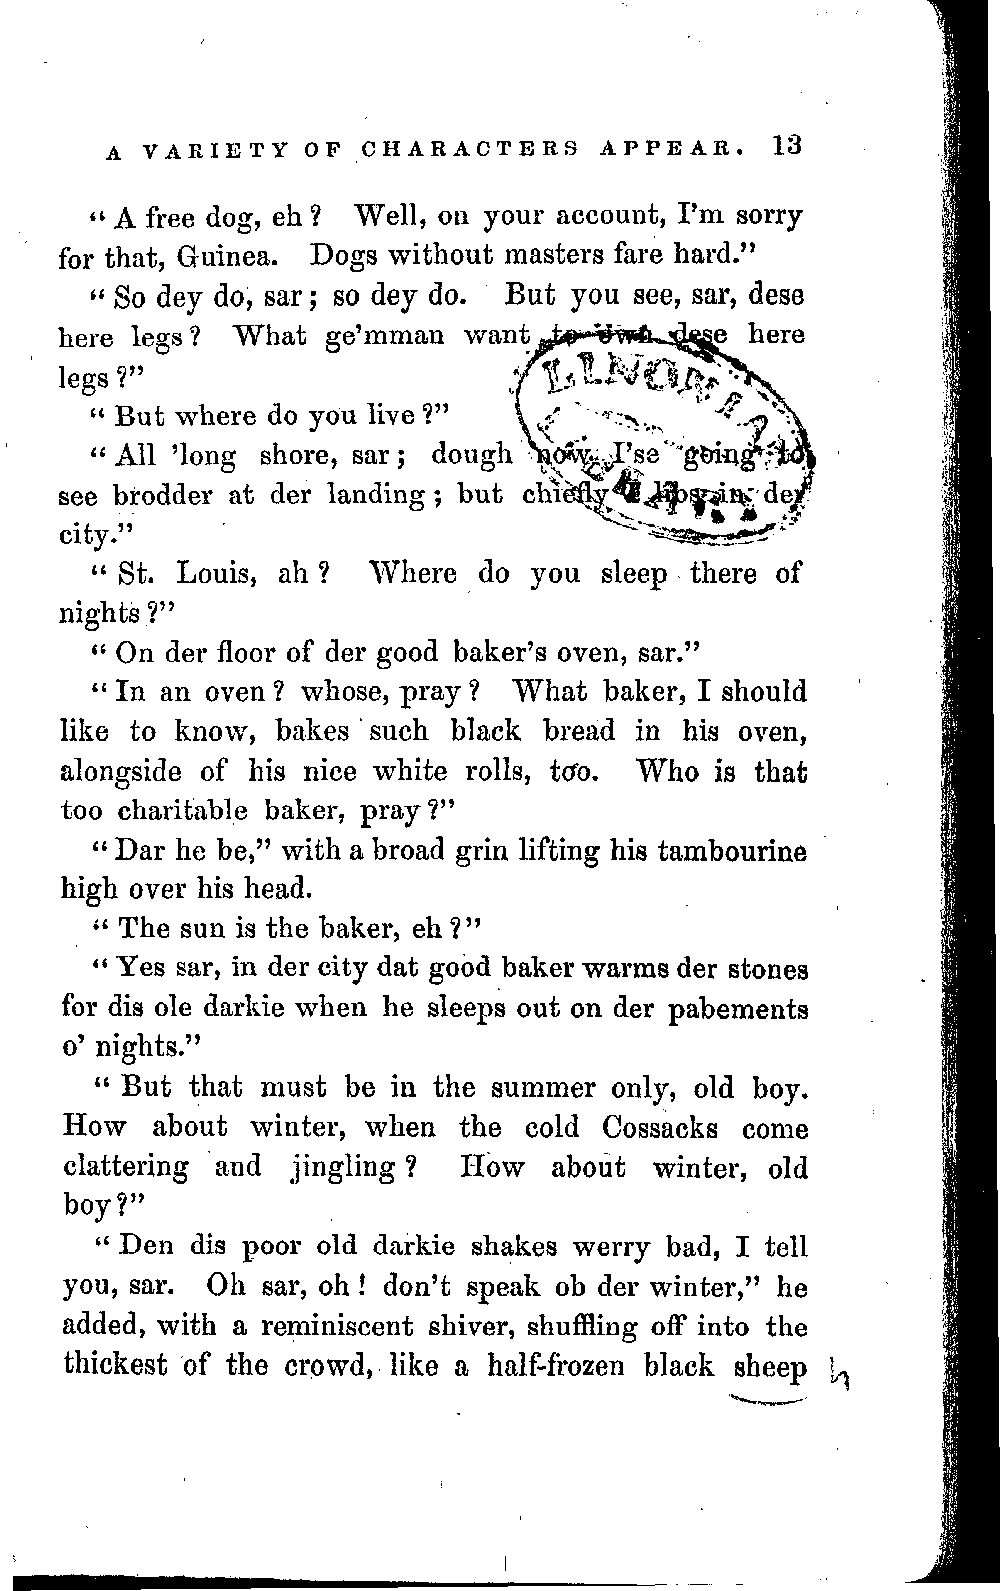 A VARIETY OF CHARACTERS APPEAR. 13
“A free dog, eh? Well, on your account, I'm sorry
for that, Guinea. Dogs without masters fare hard.”
“So dey do, sar; so dey do. But you see, sar, dese
here legs? What ge'mman want to own dese here
legs?”
“But where do you live?”
“All 'long shore, sar; dough now I'se going to
see brodder at der landing; but chiefly I libs in der
city.”
“St. Louis, ah? Where do you sleep there of
nights?”
“On der floor of der good baker's oven, sar.”
“In an oven? whose, pray? What baker, I should
like to know, bakes such black bread in his oven,
alongside of his nice white rolls, too. Who is that
too charitable baker, pray?”
“Dar he be,” with a broad grin lifting his tambourine
high over his head.
“The sun is the baker, eh?”
“Yes sar, in der city dat good baker warms der stones
for dis ole darkie when he sleeps out on der pabements
o' nights.”
“But that must be in the summer only, old boy.
How about winter, when the cold Cossacks come
clattering and jingling? How about winter, old
boy?”
“Den dis poor old darkie shakes werry bad, I tell
you, sar. Oh sar, oh! don't speak ob der winter,” he
added, with a reminiscent shiver, shuffling off into the
thickest of the crowd, like a half-frozen black sheep
LINONIA